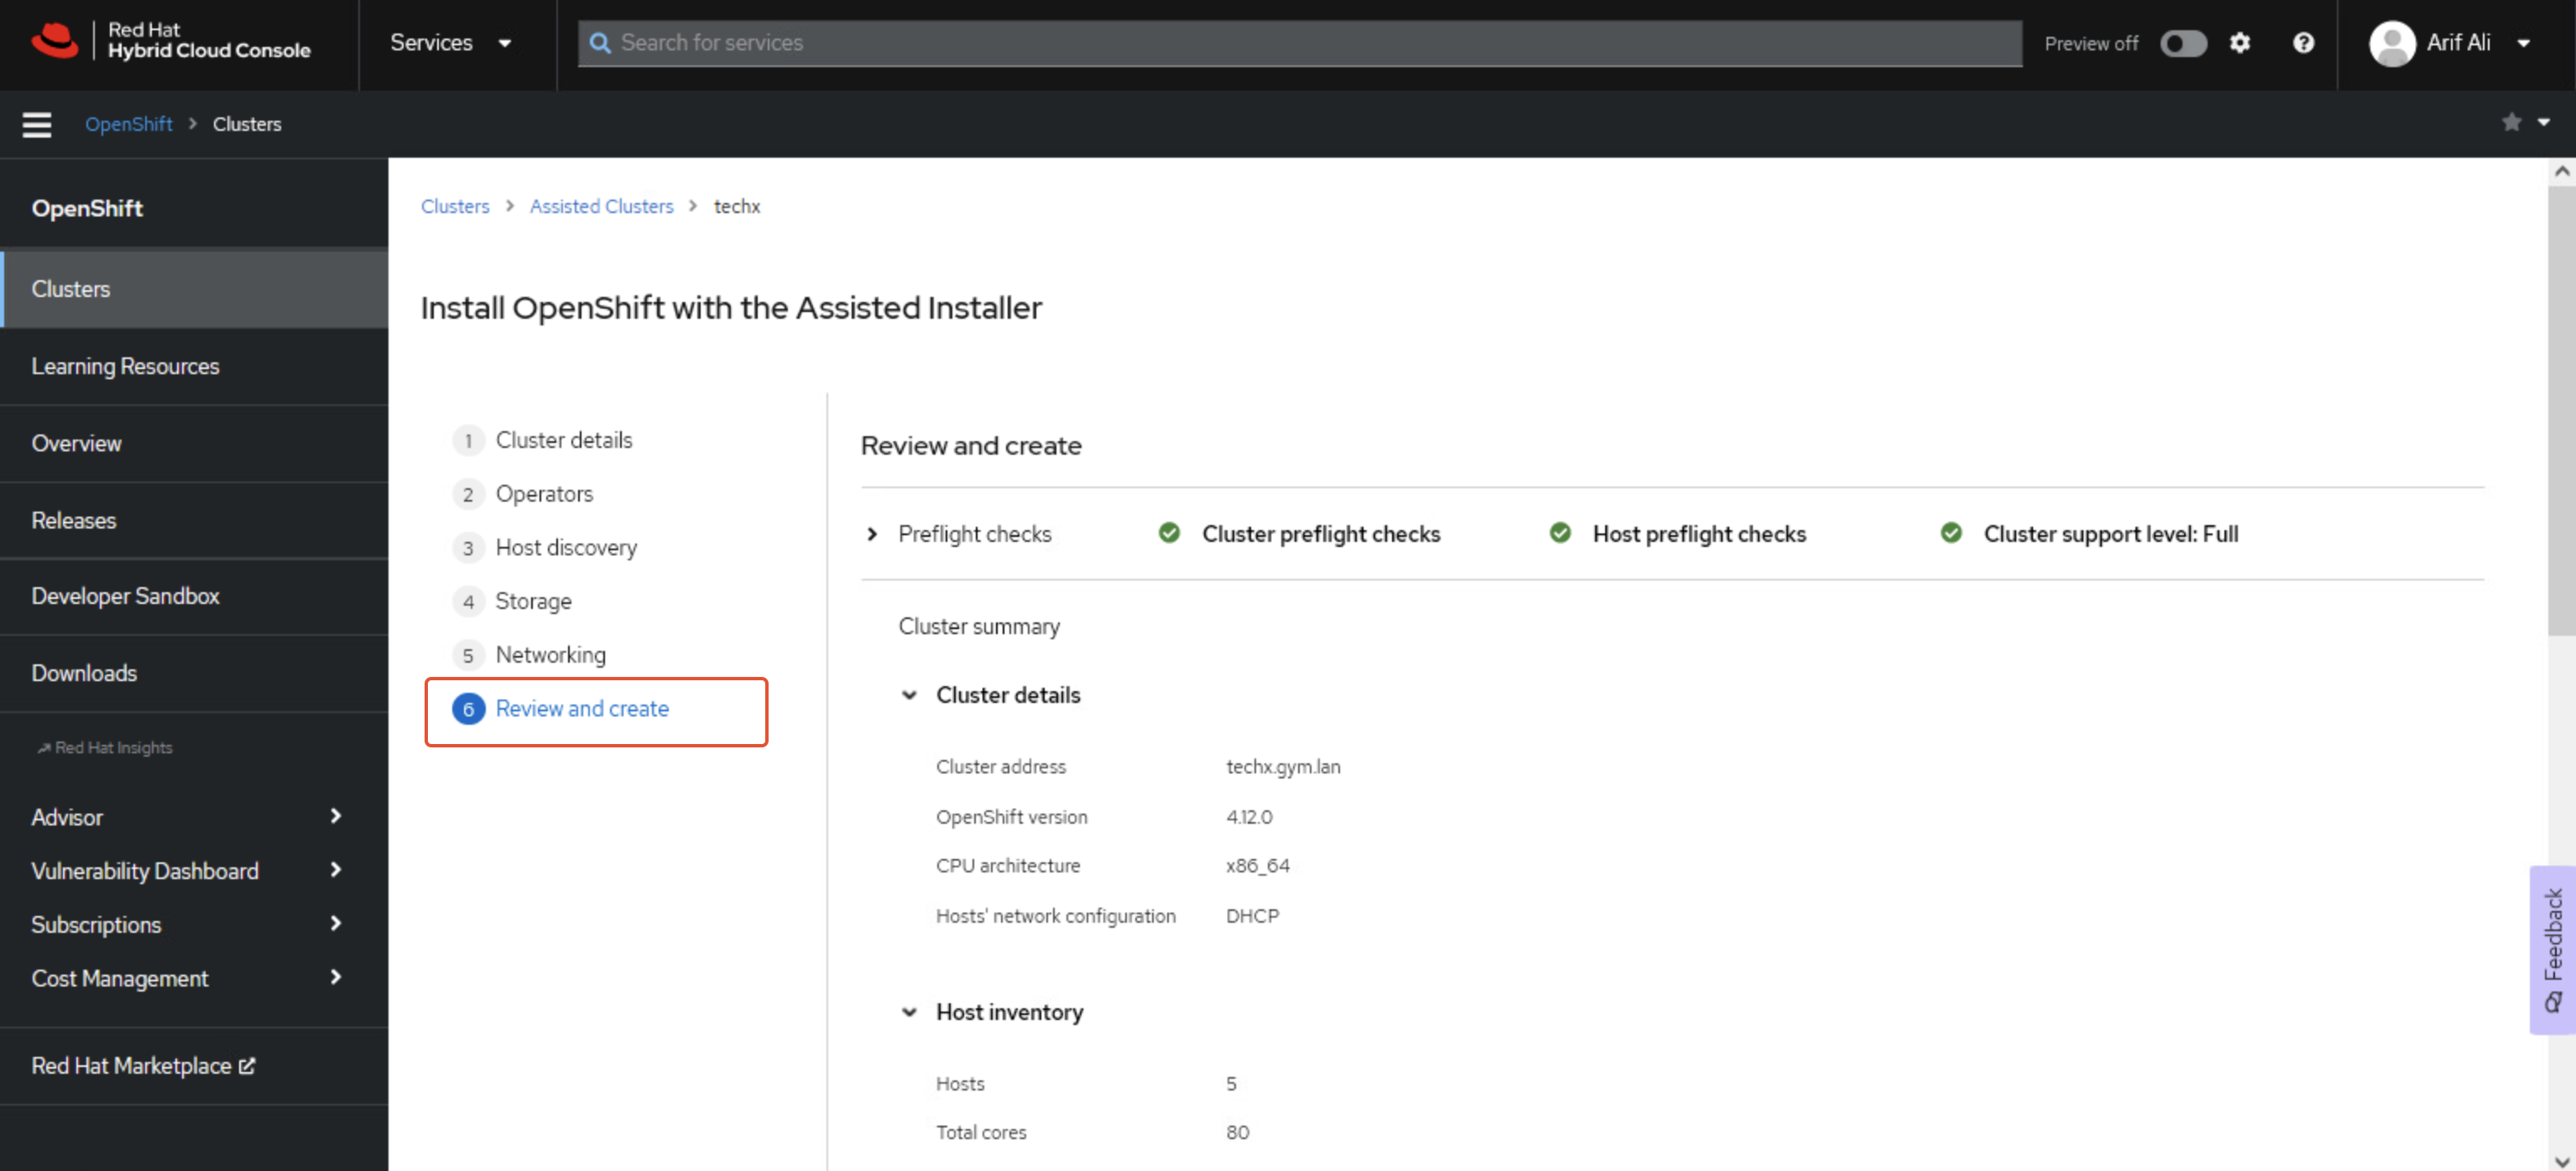 Red Hat
Hybrid Cloud Console
Services
Search for services
Preview off
Arif Ali
OpenShift > Clusters
OpenShift
Clusters
Learning Resources
Overview
Releases
Developer Sandbox
Downloads
Red Hat Insights
Advisor
Vulnerability Dashboard
Subscriptions
Cost Management
Red Hat Marketplace
Clusters > Assisted Clusters > techx
Install OpenShift with the Assisted Installer
1 Cluster details
2 Operators
3 Host discovery
4 Storage
5 Networking
6 Review and create
Review and create
Preflight checks Cluster preflight checks Host preflight checks Cluster support level: Full
Cluster summary
Cluster details
Cluster address techx.gym.lan
OpenShift version 4.12.0
CPU architecture x86_64
Hosts' network configuration DHCP
Host inventory
Hosts 5
Total cores 80
Feedback